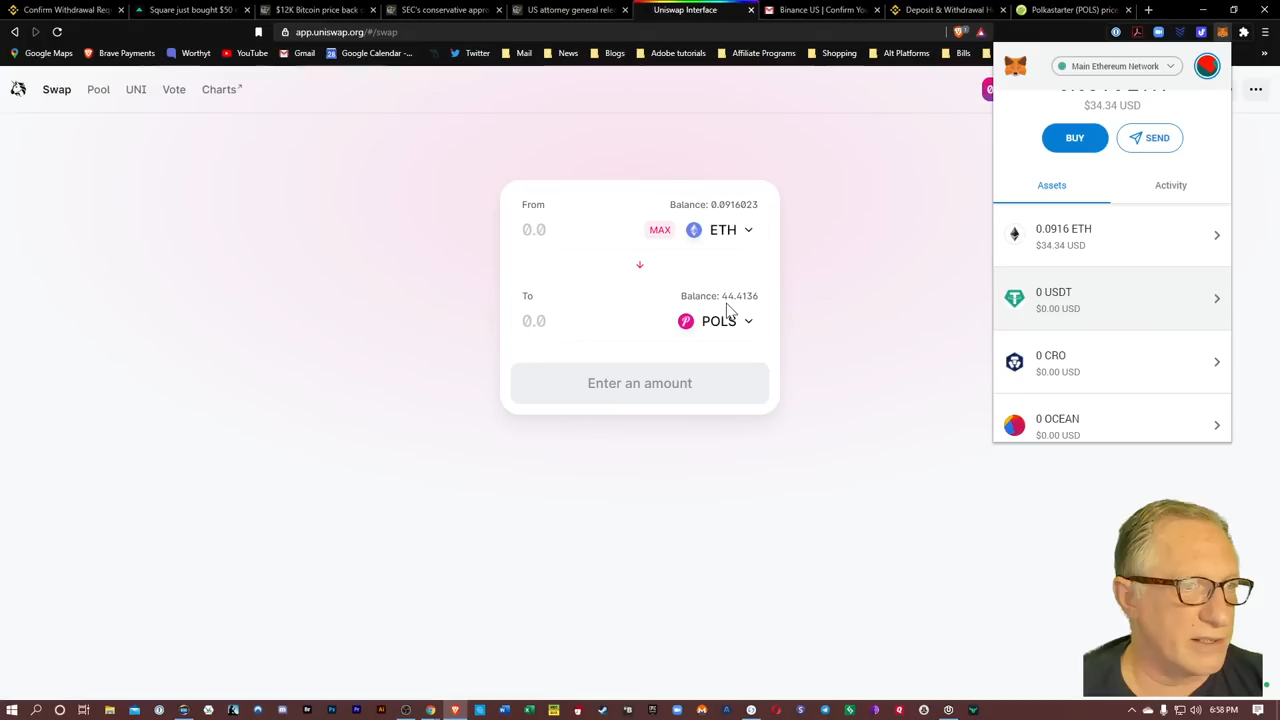 Confirm Withdrawal Req
Square just bought $50
$12K Bitcoin price back
SEC's conservative appro
US attorney general rele
Uniswap Interface
Binance US | Confirm You
Deposit & Withdrawal H
Polkastarter (POLS) price
app.uniswap.org/#/swap
Google Maps
Brave Payments
Worthyt
YouTube
Gmail
Google Calendar
Twitter
Mail
News
Blogs
Adobe tutorials
Affiliate Programs
Shopping
Alt Platforms
Bills
Swap
Pool
UNI
Vote
Charts
From
Balance: 0.0916023
0.0
MAX
ETH
To
Balance: 44.4136
0.0
POLS
Enter an amount
Main Ethereum Network
$34.34 USD
BUY
SEND
Assets
Activity
0.0916 ETH
$34.34 USD
0 USDT
$0.00 USD
0 CRO
$0.00 USD
0 OCEAN
$0.00 USD
6:58 PM